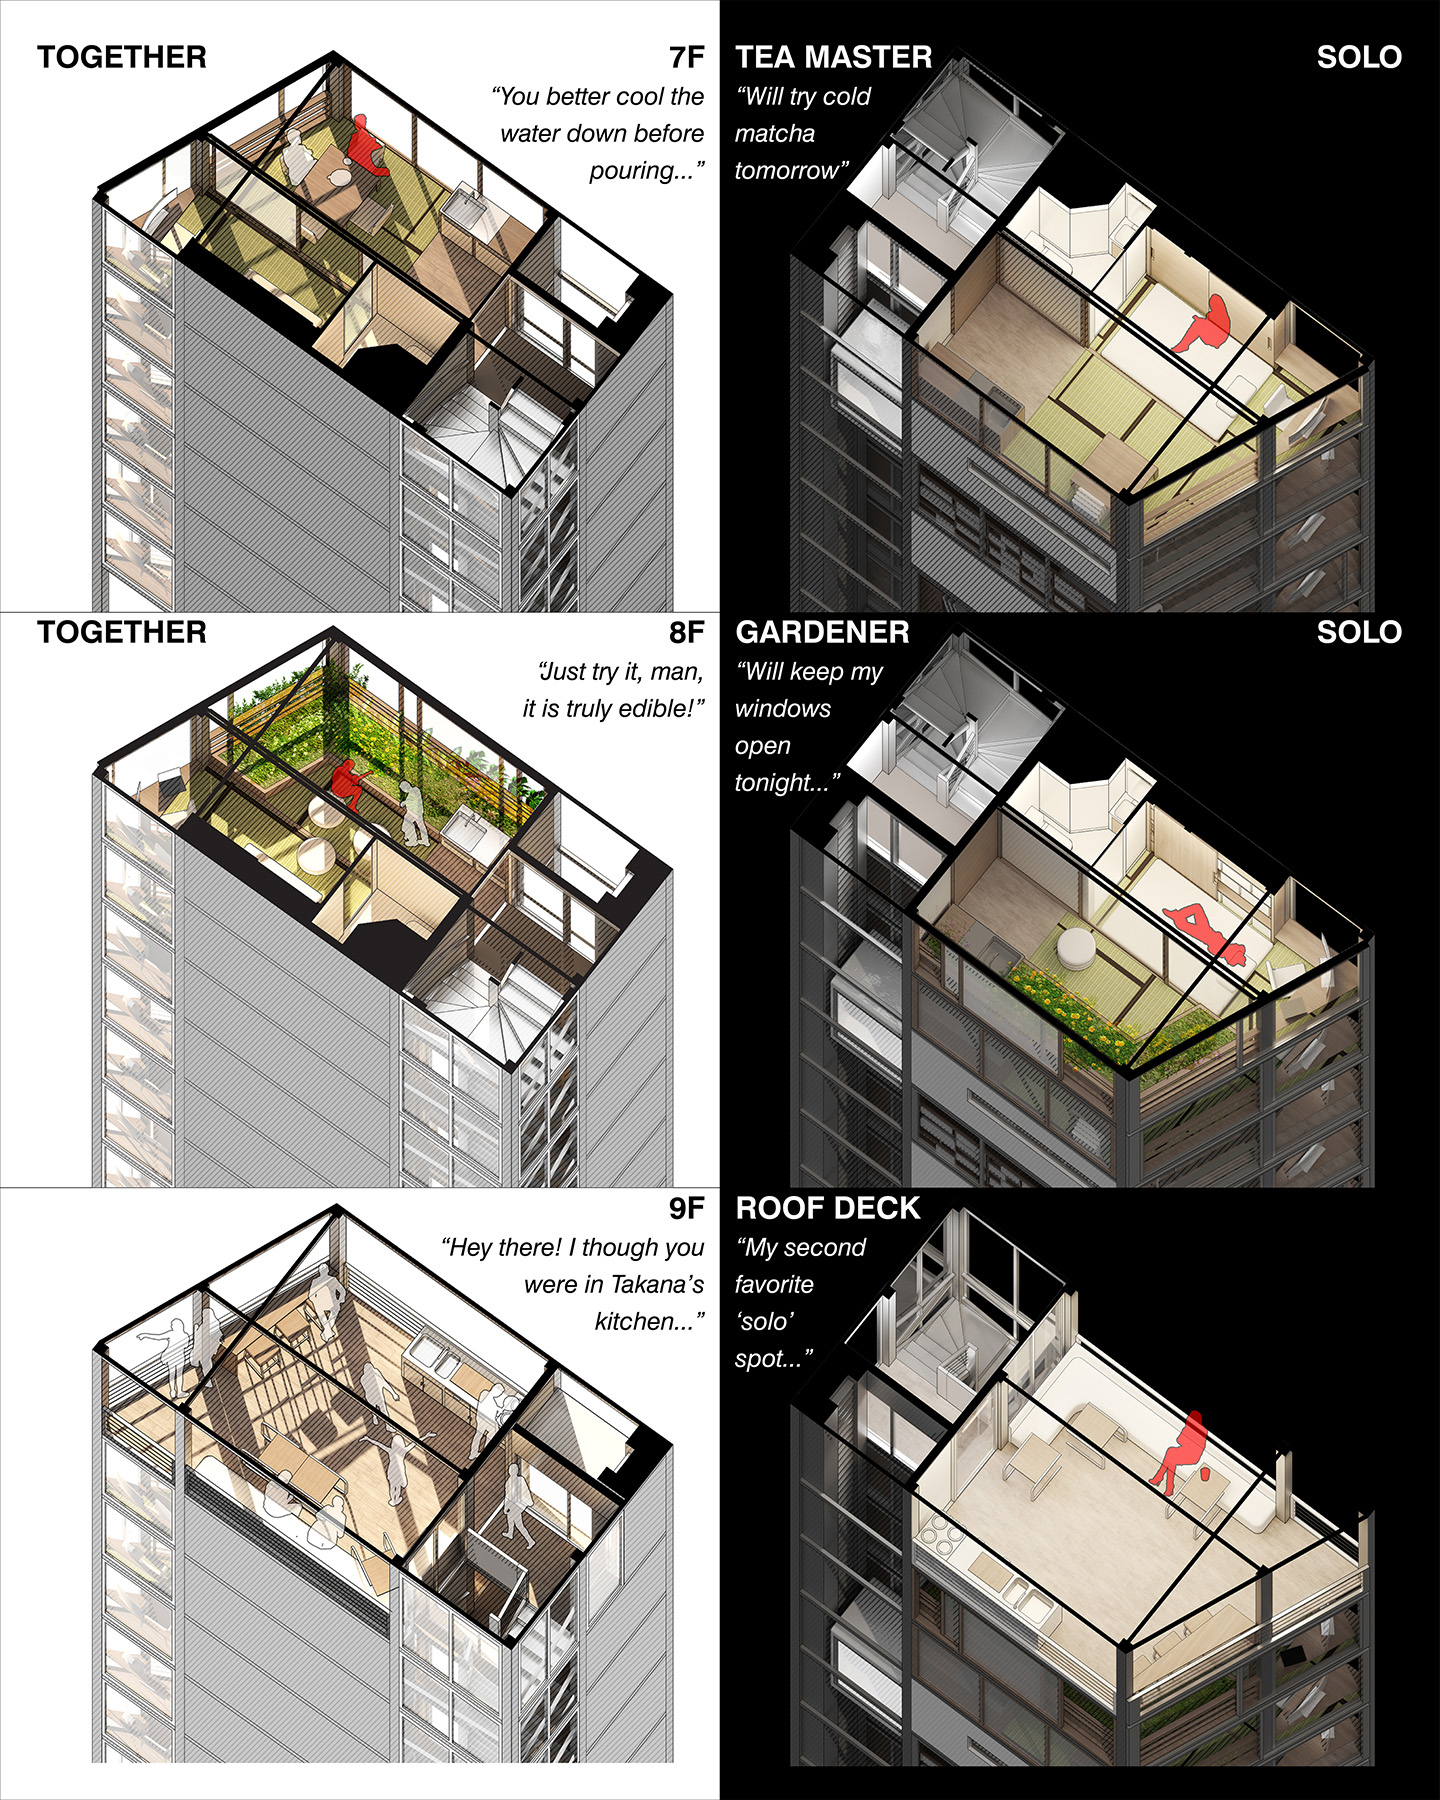 TOGETHER
7F
“You better cool the
water down before
pouring...”
TEA MASTER
SOLO
“Will try cold
matcha
tomorrow”
TOGETHER
8F
“Just try it, man,
it is truly edible!”
GARDENER
SOLO
“Will keep my
windows
open
tonight...”
9F
“Hey there! I though you
were in Takana’s
kitchen...”
ROOF DECK
“My second
favorite
‘solo’
spot...”